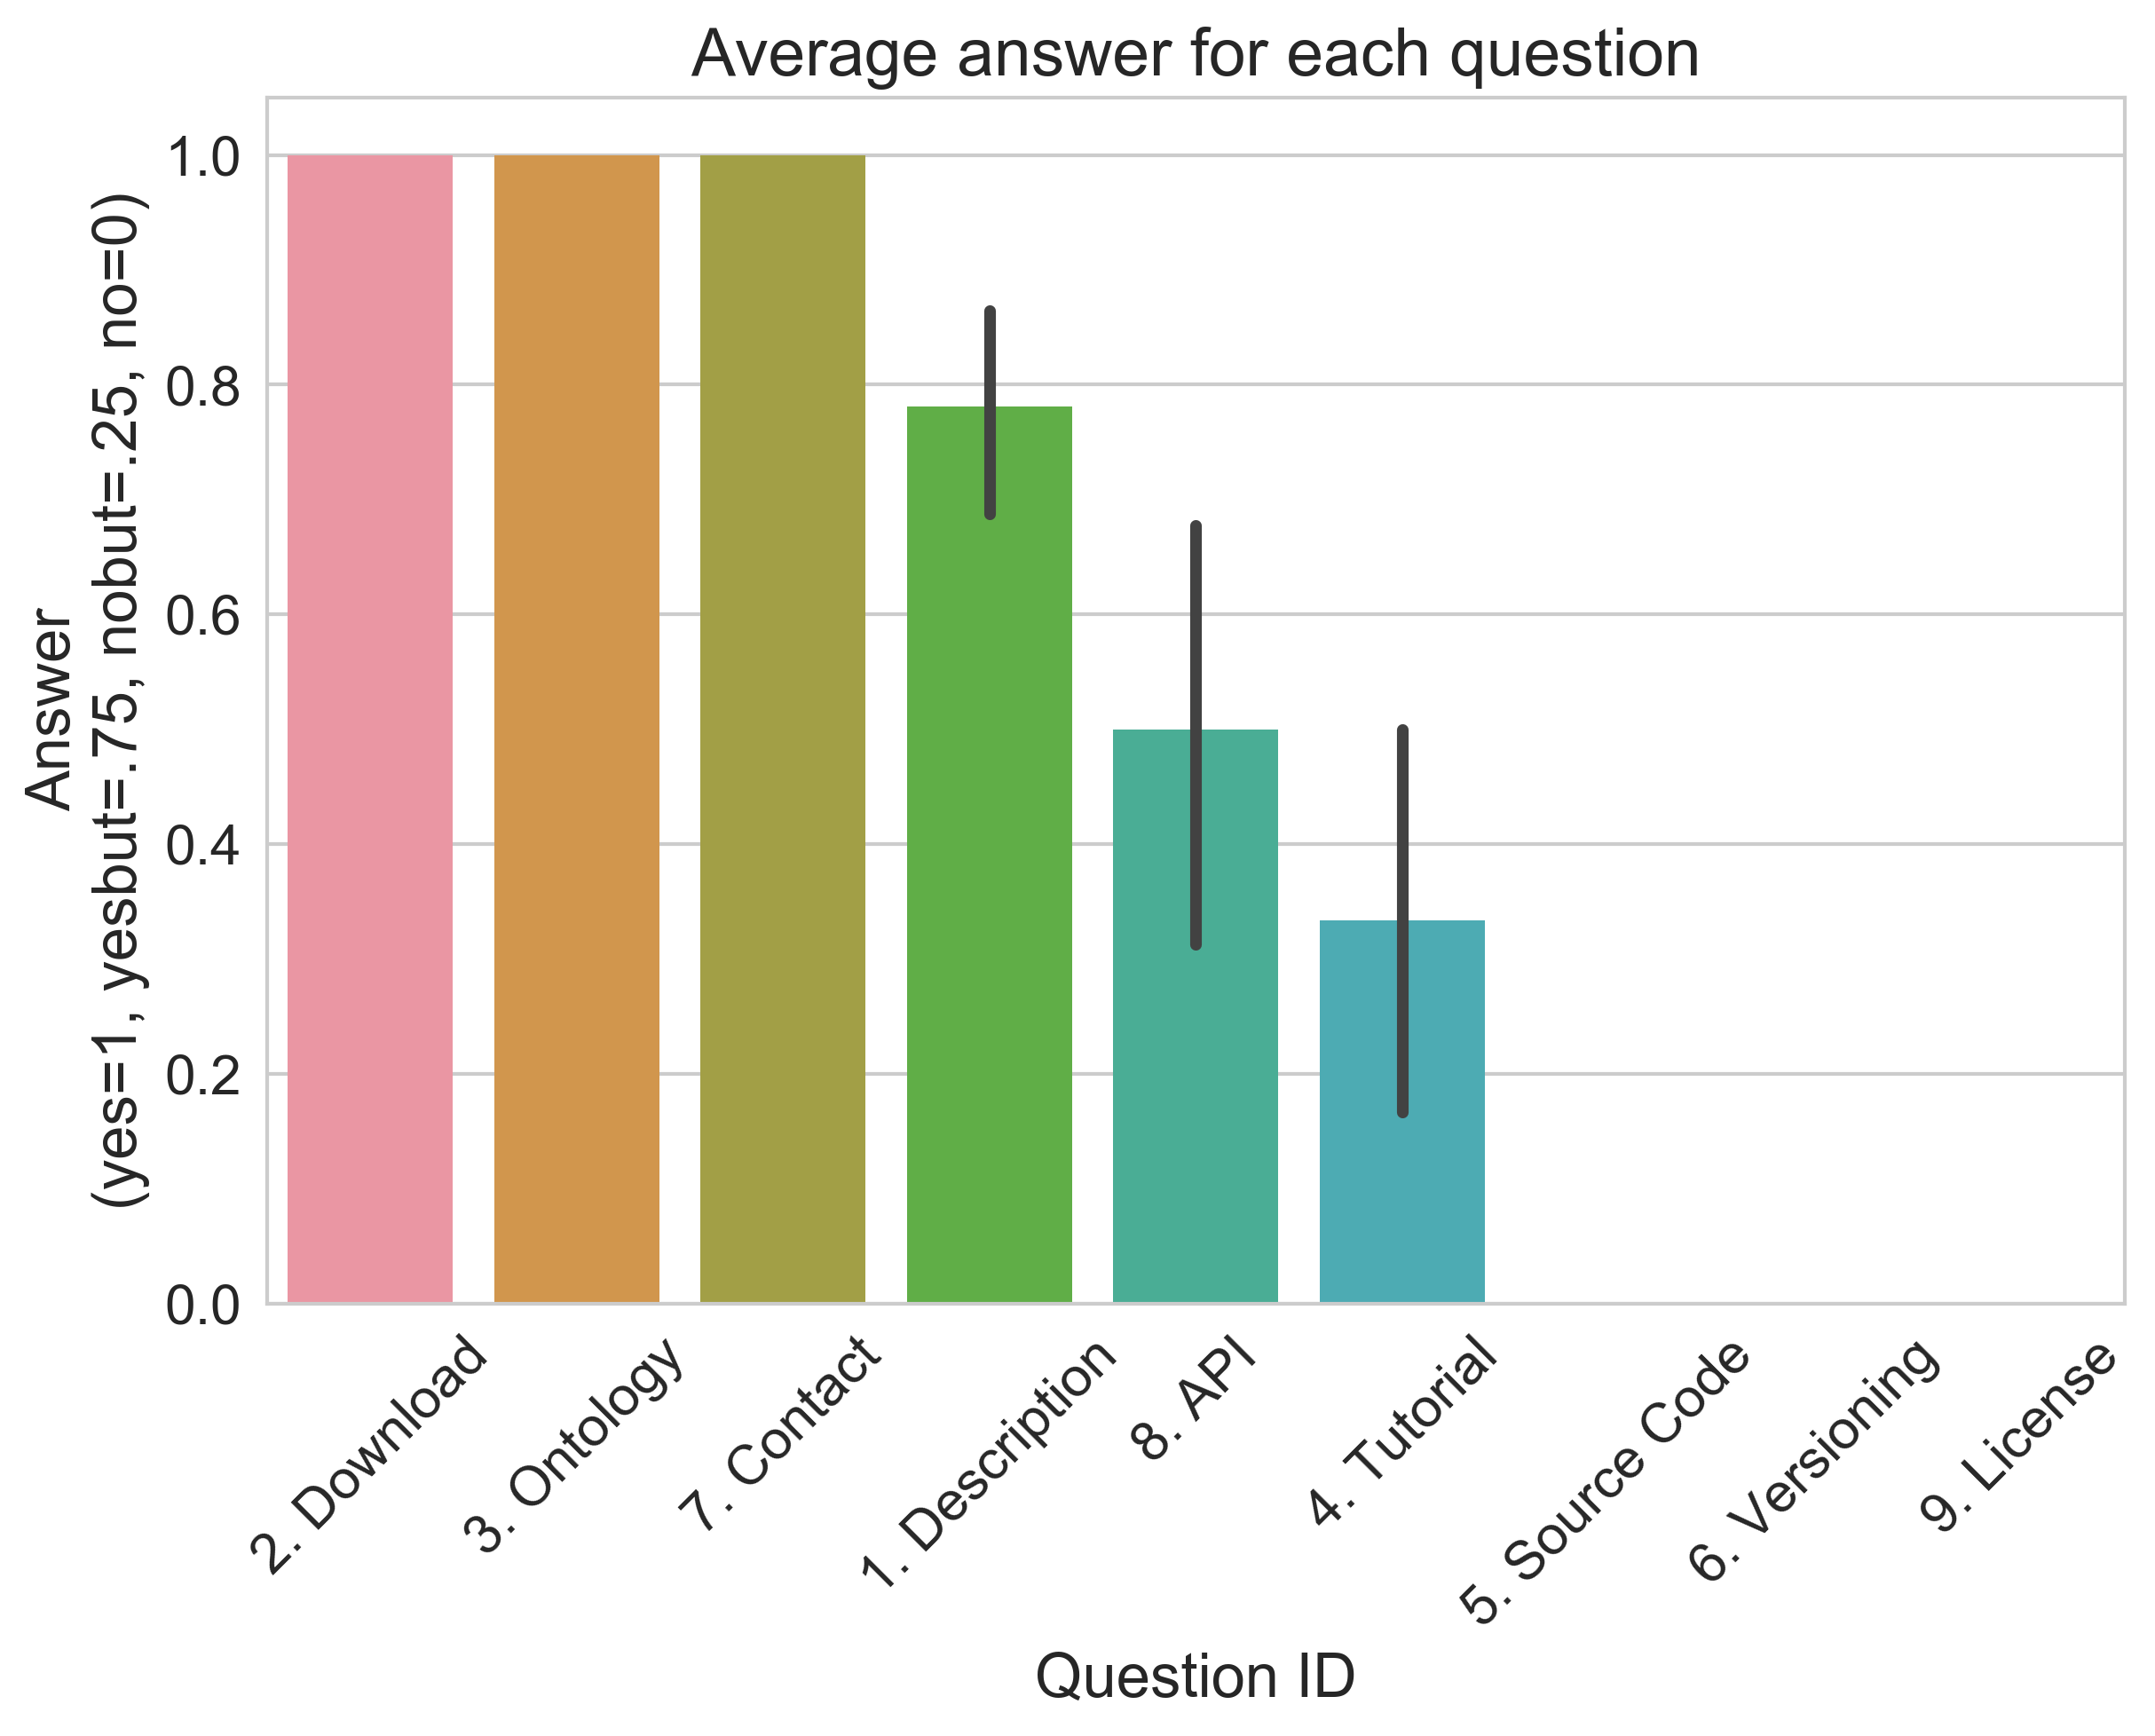 Average answer for each question
Answer
(yes=1, yesbut=.75, nobut=.25, no=0)
1.0
0.8
0.6
0.4
0.2
0.0
2. Download
3. Ontology
7. Contact
1. Description
8. API
4. Tutorial
5. Source Code
6. Versioning
9. License
Question ID